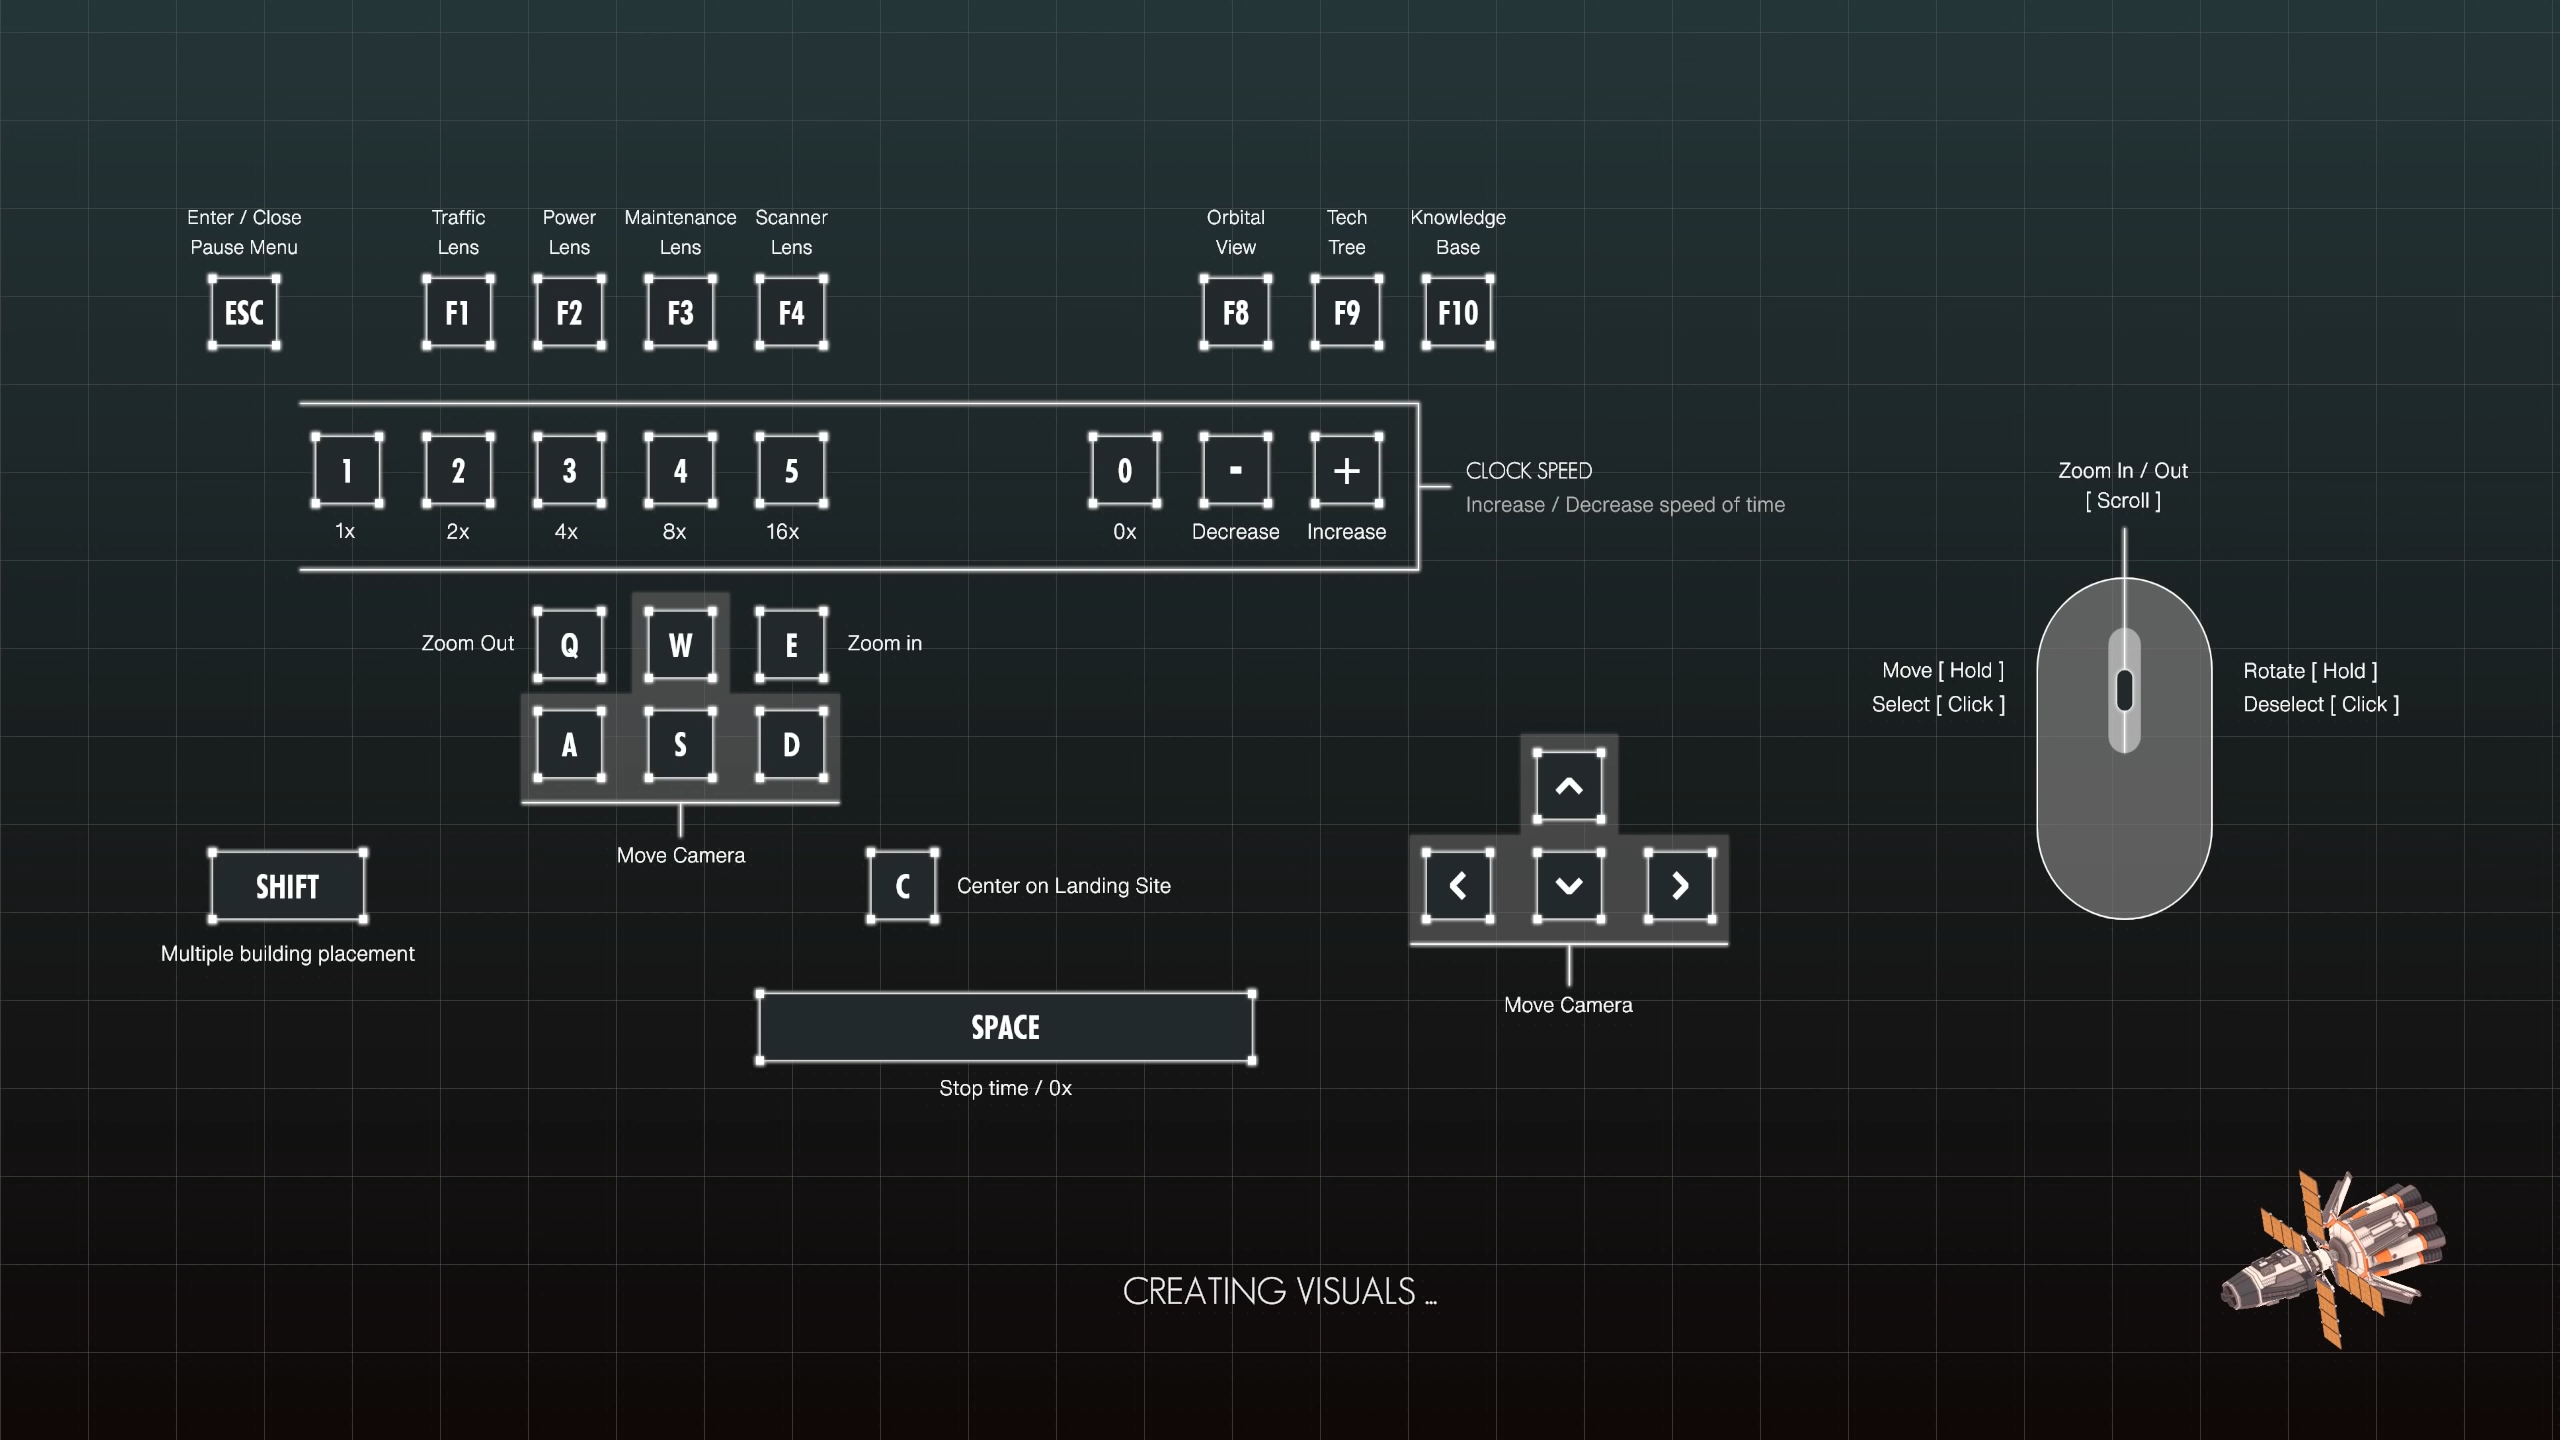 Enter / Close
Pause Menu
Traffic
Lens
Power
Lens
Maintenance
Lens
Scanner
Lens
Orbital
View
Tech
Tree
Knowledge
Base
ESC
F1
F2
F3
F4
F8
F9
F10
1
2
3
4
5
0
-
+
1x
2x
4x
8x
16x
0x
Decrease
Increase
CLOCK SPEED
Increase / Decrease speed of time
Zoom In / Out
[ Scroll ]
Zoom Out
Q
W
E
Zoom in
Move [ Hold ]
Select [ Click ]
Rotate [ Hold ]
Deselect [ Click ]
A
S
D
Move Camera
SHIFT
Multiple building placement
C
Center on Landing Site
Move Camera
SPACE
Stop time / 0x
CREATING VISUALS ...